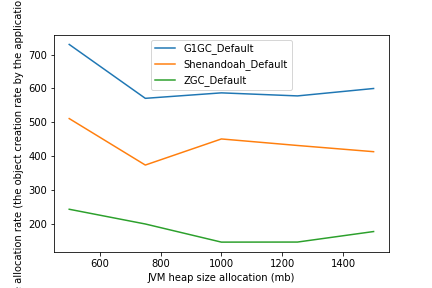 allocation rate (the object creation rate by the applicatio
700
600
500
400
300
200
G1GC_Default
Shenandoah_Default
ZGC_Default
600
800
1000
1200
1400
JVM heap size allocation (mb)